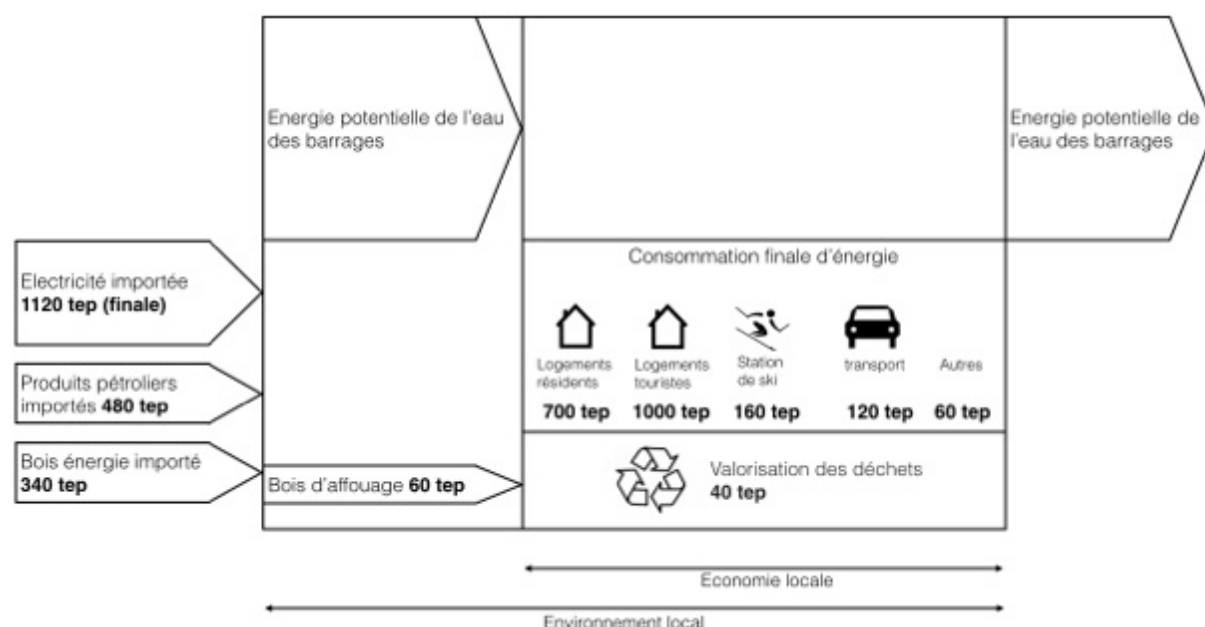 Energie potentielle de l'eau
des barrages
Energie potentielle de
l'eau des barrages
Electricité importée
1120 tep (finale)
Produits pétroliers
importés 480 tep
Bois énergie importé
340 tep
Bois d'affouage 60 tep
Consommation finale d'énergie
Logements
résidents
700 tep
Logements
touristes
1000 tep
Station
de ski
160 tep
transport
120 tep
Autres
60 tep
Valorisation des déchets
40 tep
Economie locale
Environnement local